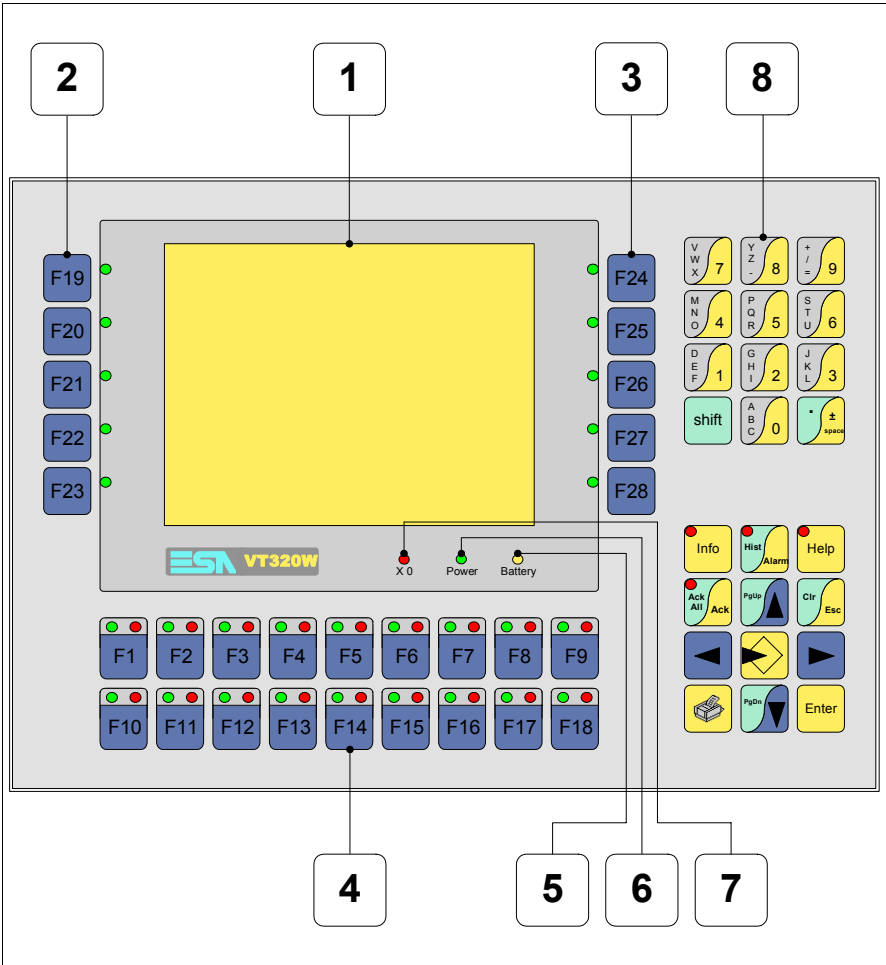 2 1 3 8
F19 F24
F20 F25
F21 F26
F22 F27
F23 F28
V W X 7 Y Z - 8 + / = 9
M N O 4 P Q R 5 S T U 6
D E F 1 G H I 2 J K L 3
shift A B C 0 . ± space
ESA VT320W X 0 Power Battery
Info Hist Alarm Help
Ack All Ack PgUp Clr Esc
PgDn Enter
F1 F2 F3 F4 F5 F6 F7 F8 F9
F10 F11 F12 F13 F14 F15 F16 F17 F18
4 5 6 7